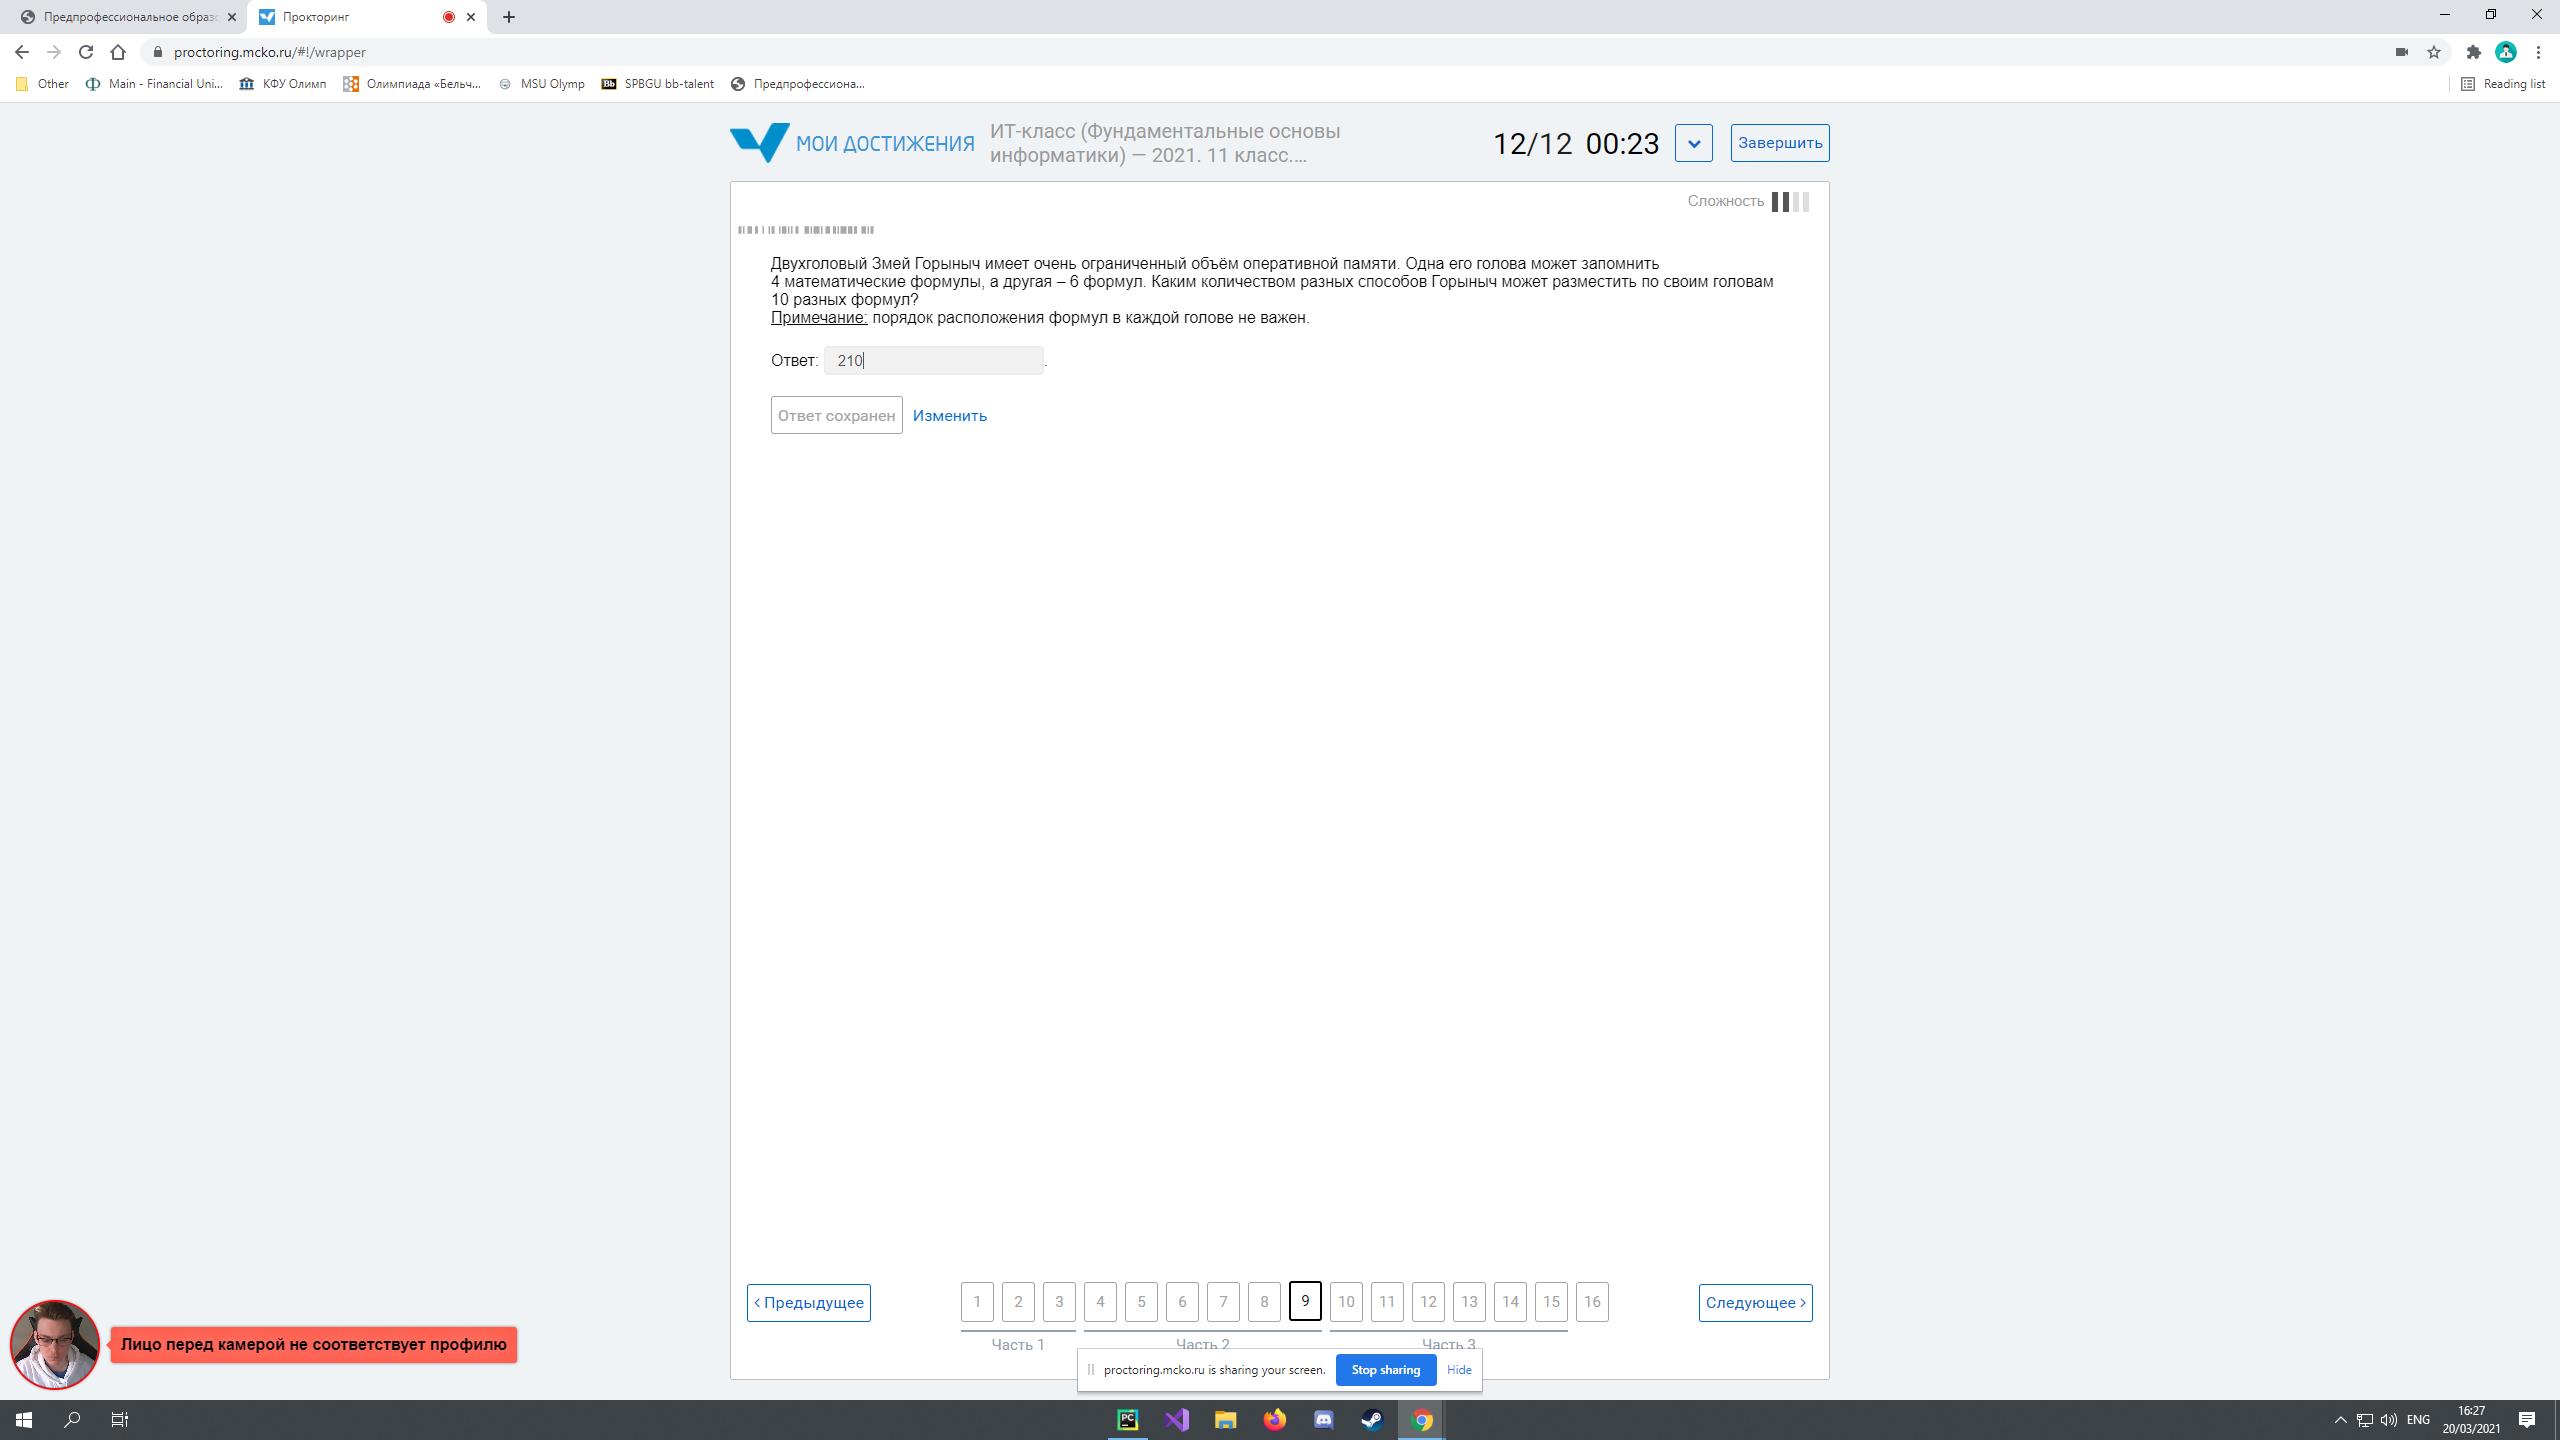 Предпрофессиональное образо
Прокторинг
proctoring.mcko.ru/#!/wrapper
Other
Main - Financial Uni...
КФУ Олимп
Олимпиада «Бельч...
MSU Olymp
Bb
SPBGU bb-talent
Предпрофессиона...
Reading list
МОИ ДОСТИЖЕНИЯ
ИТ-класс (Фундаментальные основы
информатики) — 2021. 11 класс....
12/12 00:23
Завершить
Сложность
Двухголовый Змей Горыныч имеет очень ограниченный объём оперативной памяти. Одна его голова может запомнить
4 математические формулы, а другая – 6 формул. Каким количеством разных способов Горыныч может разместить по своим головам
10 разных формул?
Примечание: порядок расположения формул в каждой голове не важен.
Ответ: 210.
Ответ сохранен Изменить
Предыдущее
1 2 3 4 5 6 7 8 9 10 11 12 13 14 15 16
Следующее
Часть 1 Часть 2 Часть 3
Лицо перед камерой не соответствует профилю
proctoring.mcko.ru is sharing your screen. Stop sharing Hide
PC
ENG
16:27
20/03/2021